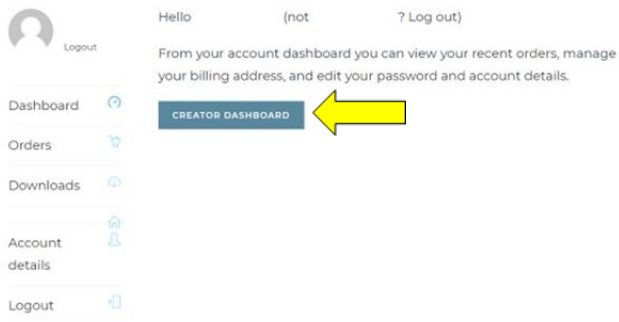 Logout
Dashboard
Orders
Downloads
Account
details
Logout
Hello (not ? Log out)
From your account dashboard you can view your recent orders, manage
your billing address, and edit your password and account details.
CREATOR DASHBOARD